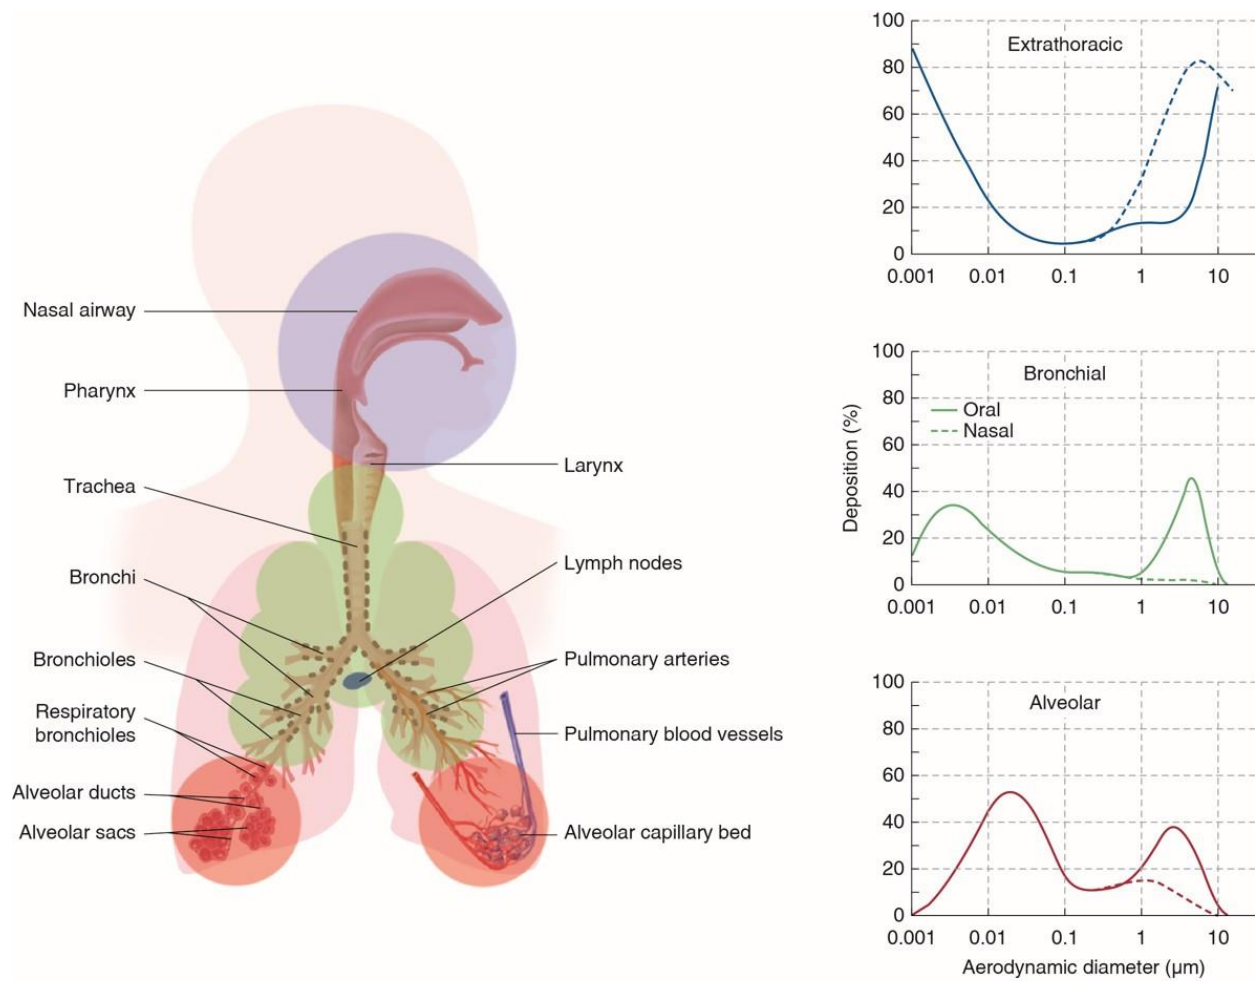 Nasal airway
Pharynx
Trachea
Bronchi
Bronchioles
Respiratory
bronchioles
Alveolar ducts
Alveolar sacs
Larynx
Lymph nodes
Pulmonary arteries
Pulmonary blood vessels
Alveolar capillary bed
Extrathoracic
100
80
60
40
20
0
0.001 0.01 0.1 1 10
Bronchial
Oral
Nasal
100
80
60
40
20
0
0.001 0.01 0.1 1 10
Deposition (%)
Alveolar
100
80
60
40
20
0
0.001 0.01 0.1 1 10
Aerodynamic diameter (μm)